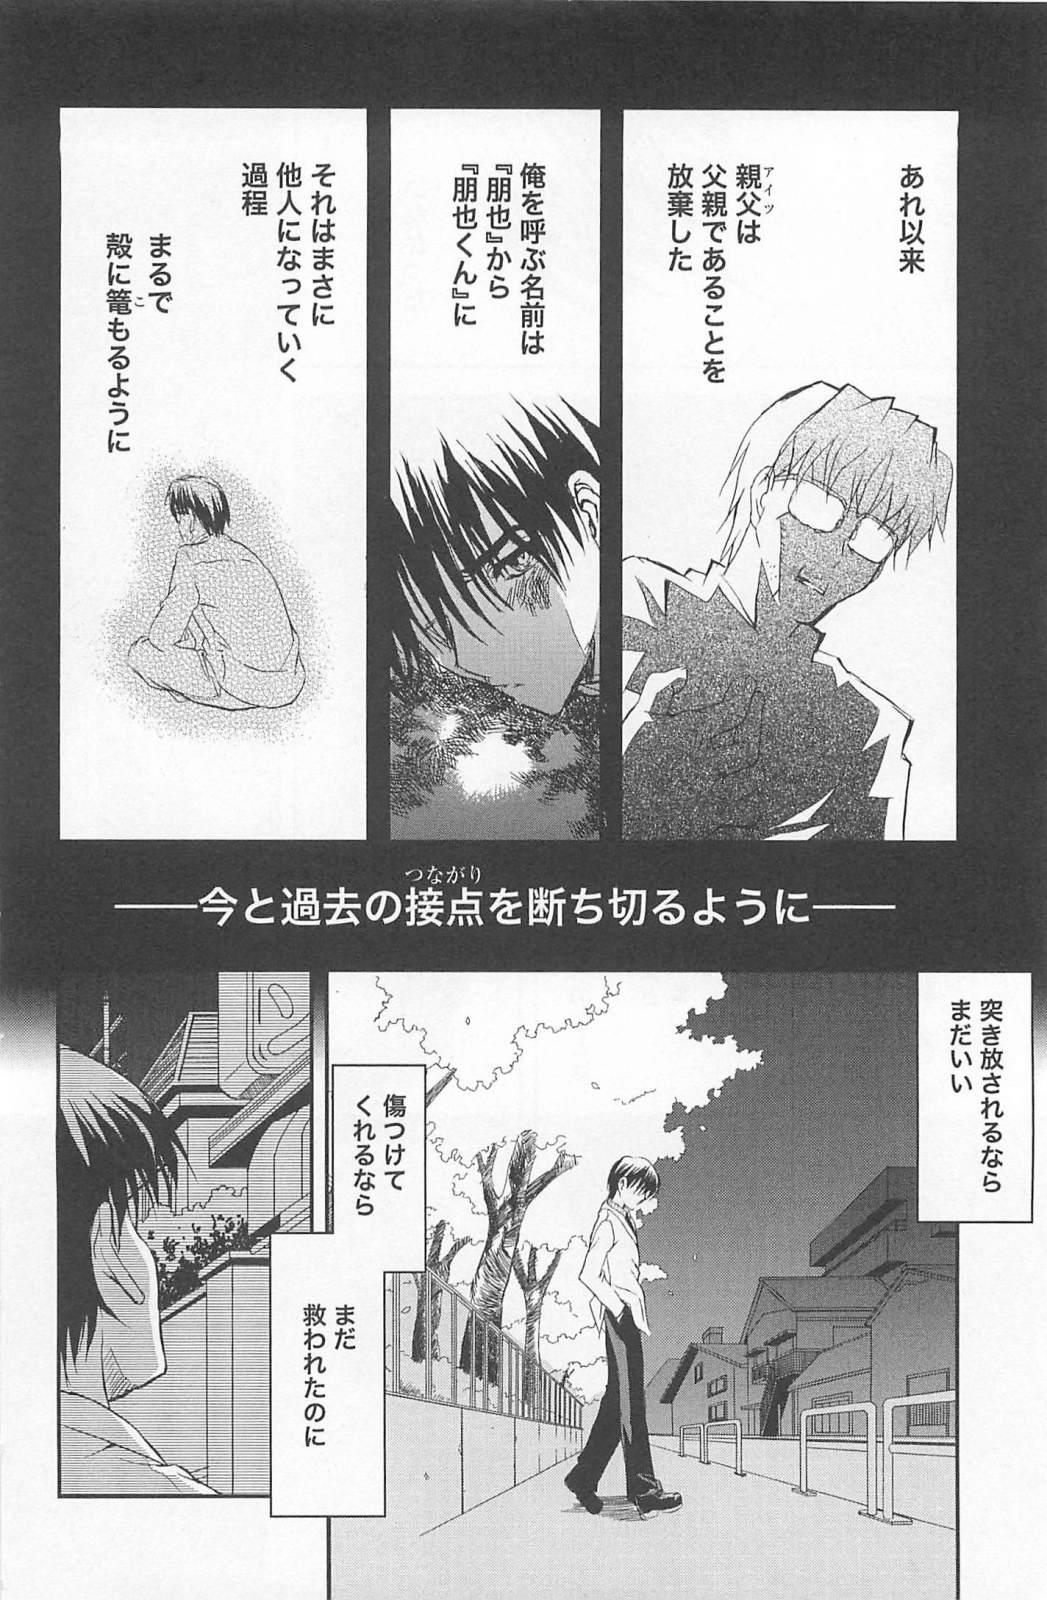 あれ以来
親父は
アイツ
父親であることを
放棄した
俺を呼ぶ名前は
『朋也』から
『朋也くん』に
それはまさに
他人になっていく
過程
まるで
殻に篭もるように
こ
つながり
――今と過去の接点を断ち切るように――
突き放されるなら
まだいい
傷つけて
くれるなら
まだ
救われたのに